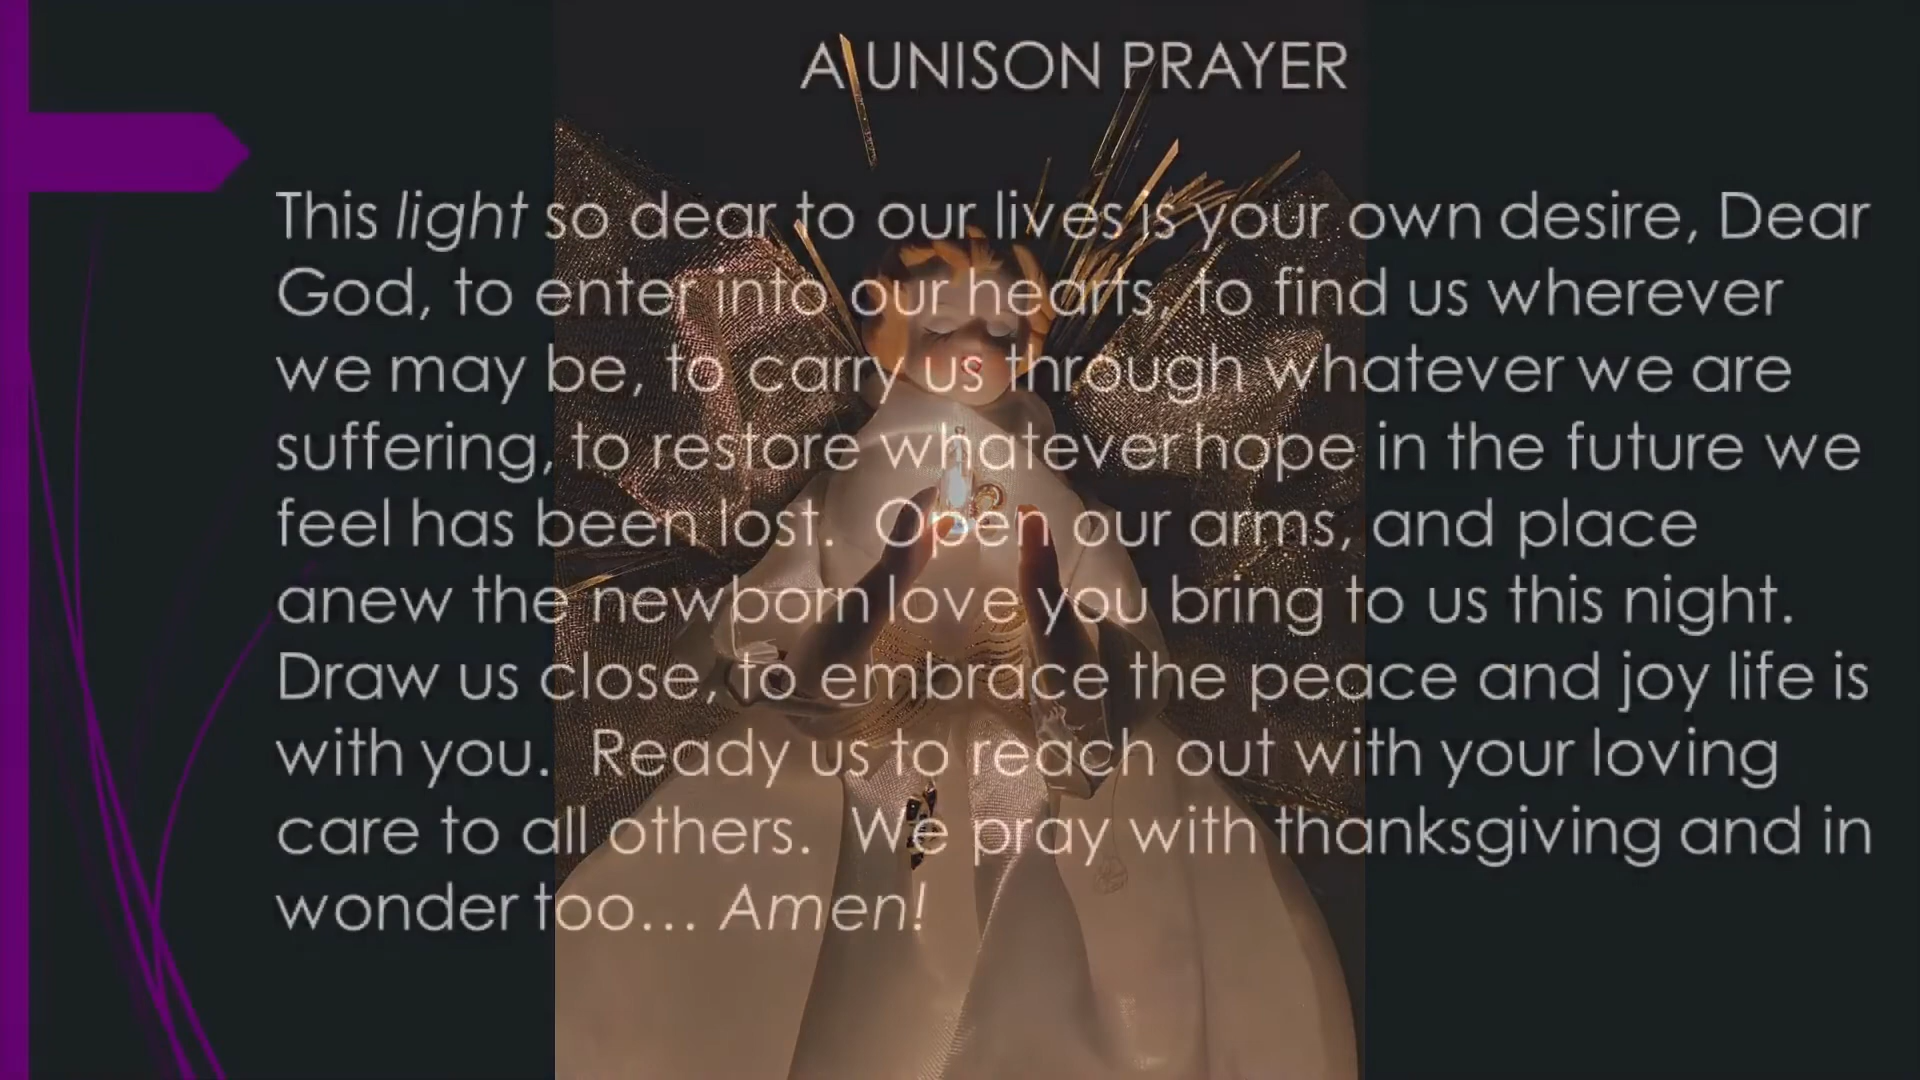 A UNISON PRAYER
This light so dear to our lives is your own desire, Dear
God, to enter into our hearts, to find us wherever
we may be, to carry us through whatever we are
suffering, to restore whatever hope in the future we
feel has been lost.  Open our arms, and place
anew the newborn love you bring to us this night.
Draw us close, to embrace the peace and joy life is
with you.  Ready us to reach out with your loving
care to all others.  We pray with thanksgiving and in
wonder too… Amen!